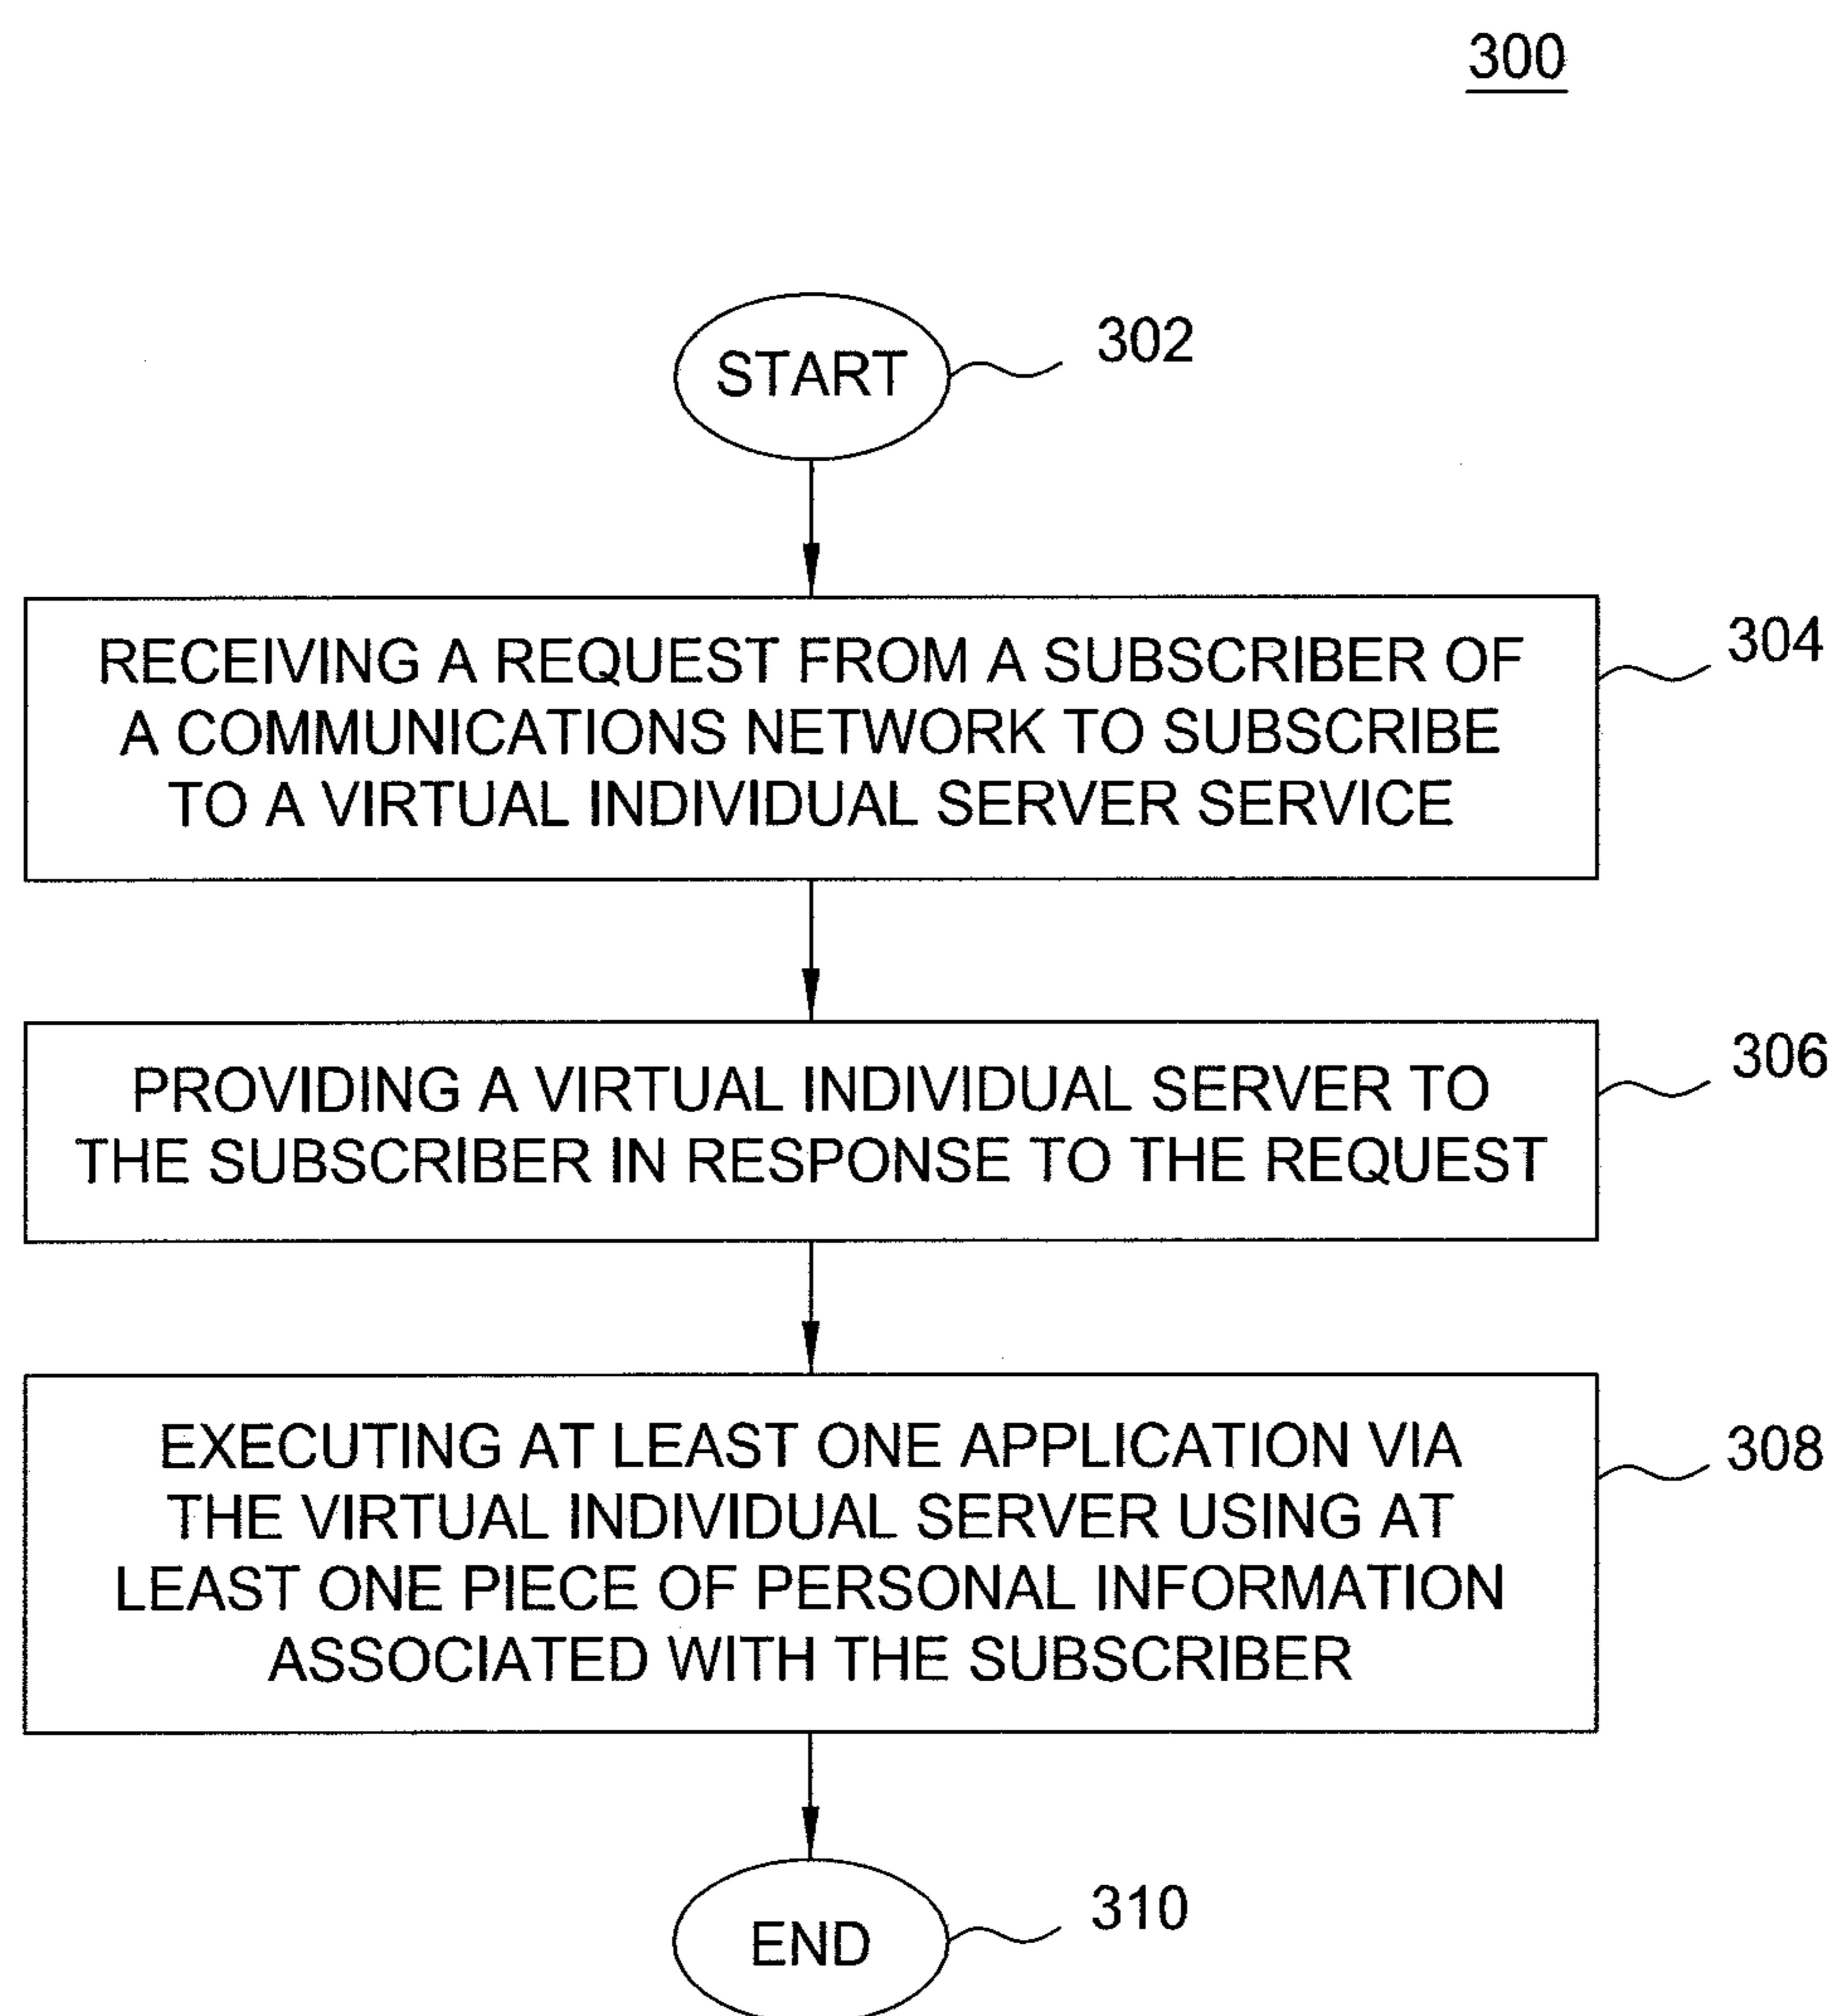 300
START
302
RECEIVING A REQUEST FROM A SUBSCRIBER OF
A COMMUNICATIONS NETWORK TO SUBSCRIBE
TO A VIRTUAL INDIVIDUAL SERVER SERVICE
304
PROVIDING A VIRTUAL INDIVIDUAL SERVER TO
THE SUBSCRIBER IN RESPONSE TO THE REQUEST
306
EXECUTING AT LEAST ONE APPLICATION VIA
THE VIRTUAL INDIVIDUAL SERVER USING AT
LEAST ONE PIECE OF PERSONAL INFORMATION
ASSOCIATED WITH THE SUBSCRIBER
308
END
310